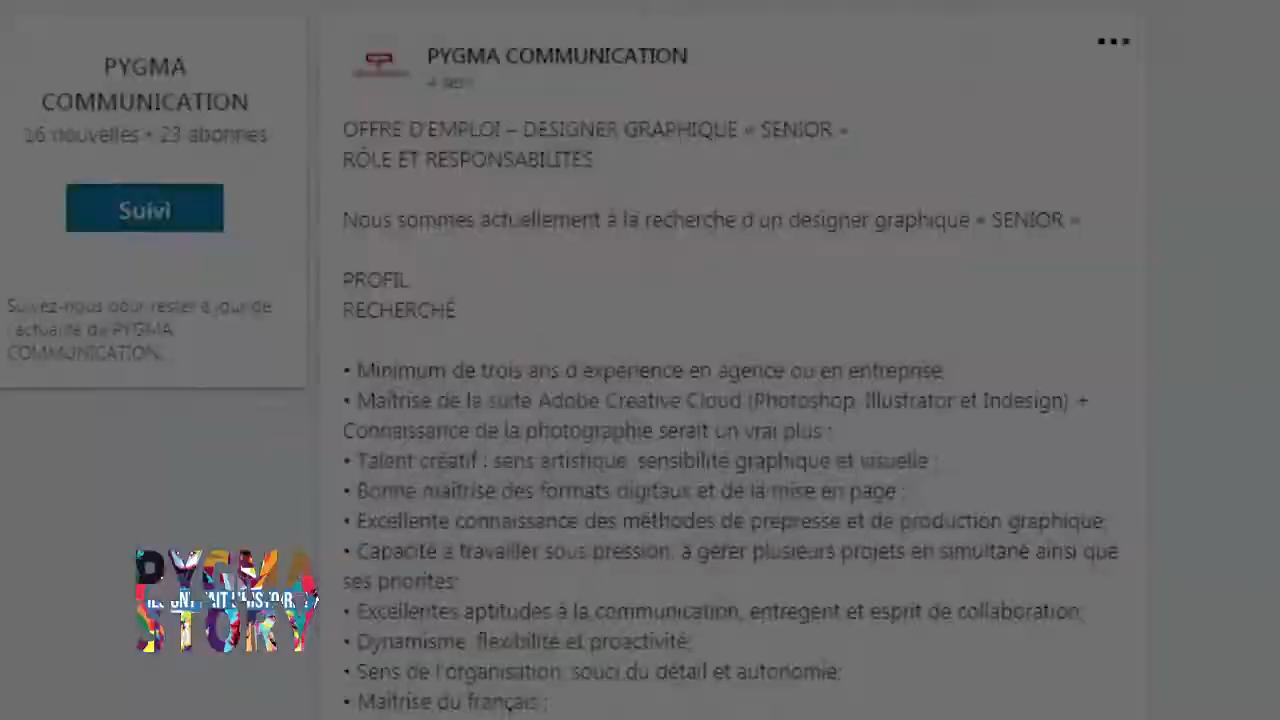 PYGMA
COMMUNICATION
16 nouvelles • 23 abonnés
Suivi
Suivez-nous pour rester à jour de
l'actualité de PYGMA
COMMUNICATION.
PYGMA COMMUNICATION
OFFRE D'EMPLOI – DESIGNER GRAPHIQUE « SENIOR »
RÔLE ET RESPONSABILITES
Nous sommes actuellement à la recherche d'un designer graphique « SENIOR »
PROFIL
RECHERCHÉ
• Minimum de trois ans d'expérience en agence ou en entreprise
• Maîtrise de la suite Adobe Creative Cloud (Photoshop, Illustrator et Indesign) +
Connaissance de la photographie serait un vrai plus ;
• Talent créatif : sens artistique, sensibilité graphique et visuelle ;
• Bonne maîtrise des formats digitaux et de la mise en page ;
• Excellente connaissance des méthodes de prépresse et de production graphique;
• Capacité à travailler sous pression, à gérer plusieurs projets en simultané ainsi que
ses priorités;
• Excellentes aptitudes à la communication, entregent et esprit de collaboration;
• Dynamisme, flexibilité et proactivité;
• Sens de l'organisation, souci du détail et autonomie;
• Maîtrise du français ;
PYGMA
ILS ONT FAIT L'HISTOIRE
STORY